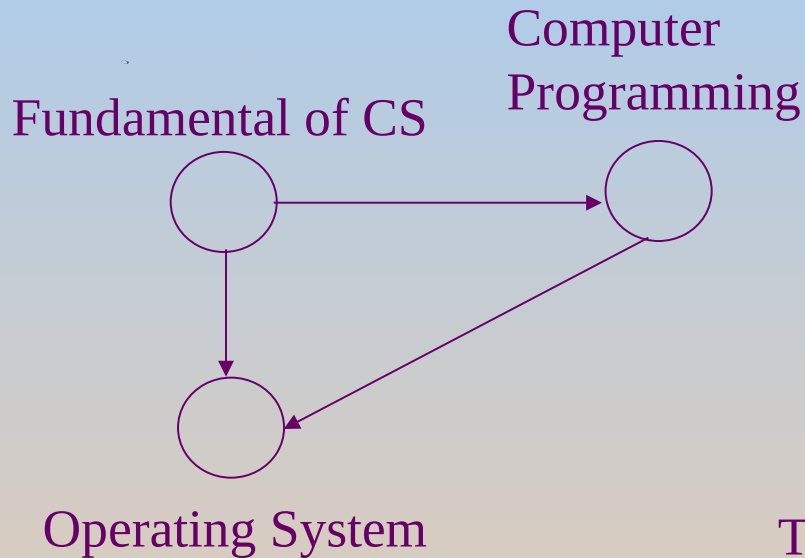 Computer
Programming
Fundamental of CS
Operating System
T